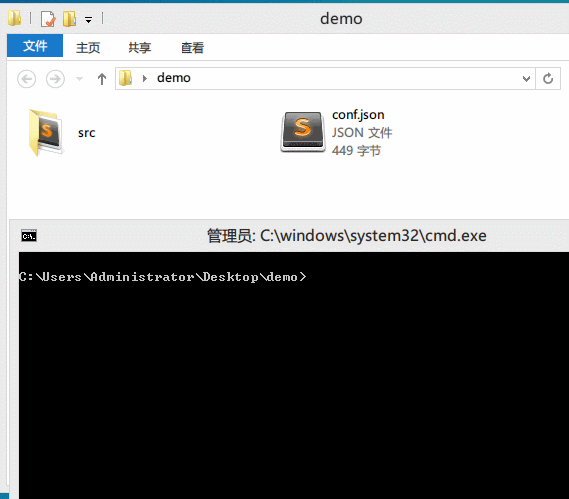 demo
文件 主页 共享 查看
demo
src
conf.json
JSON 文件
449 字节
管理员: C:\windows\system32\cmd.exe
C:\Users\Administrator\Desktop\demo>